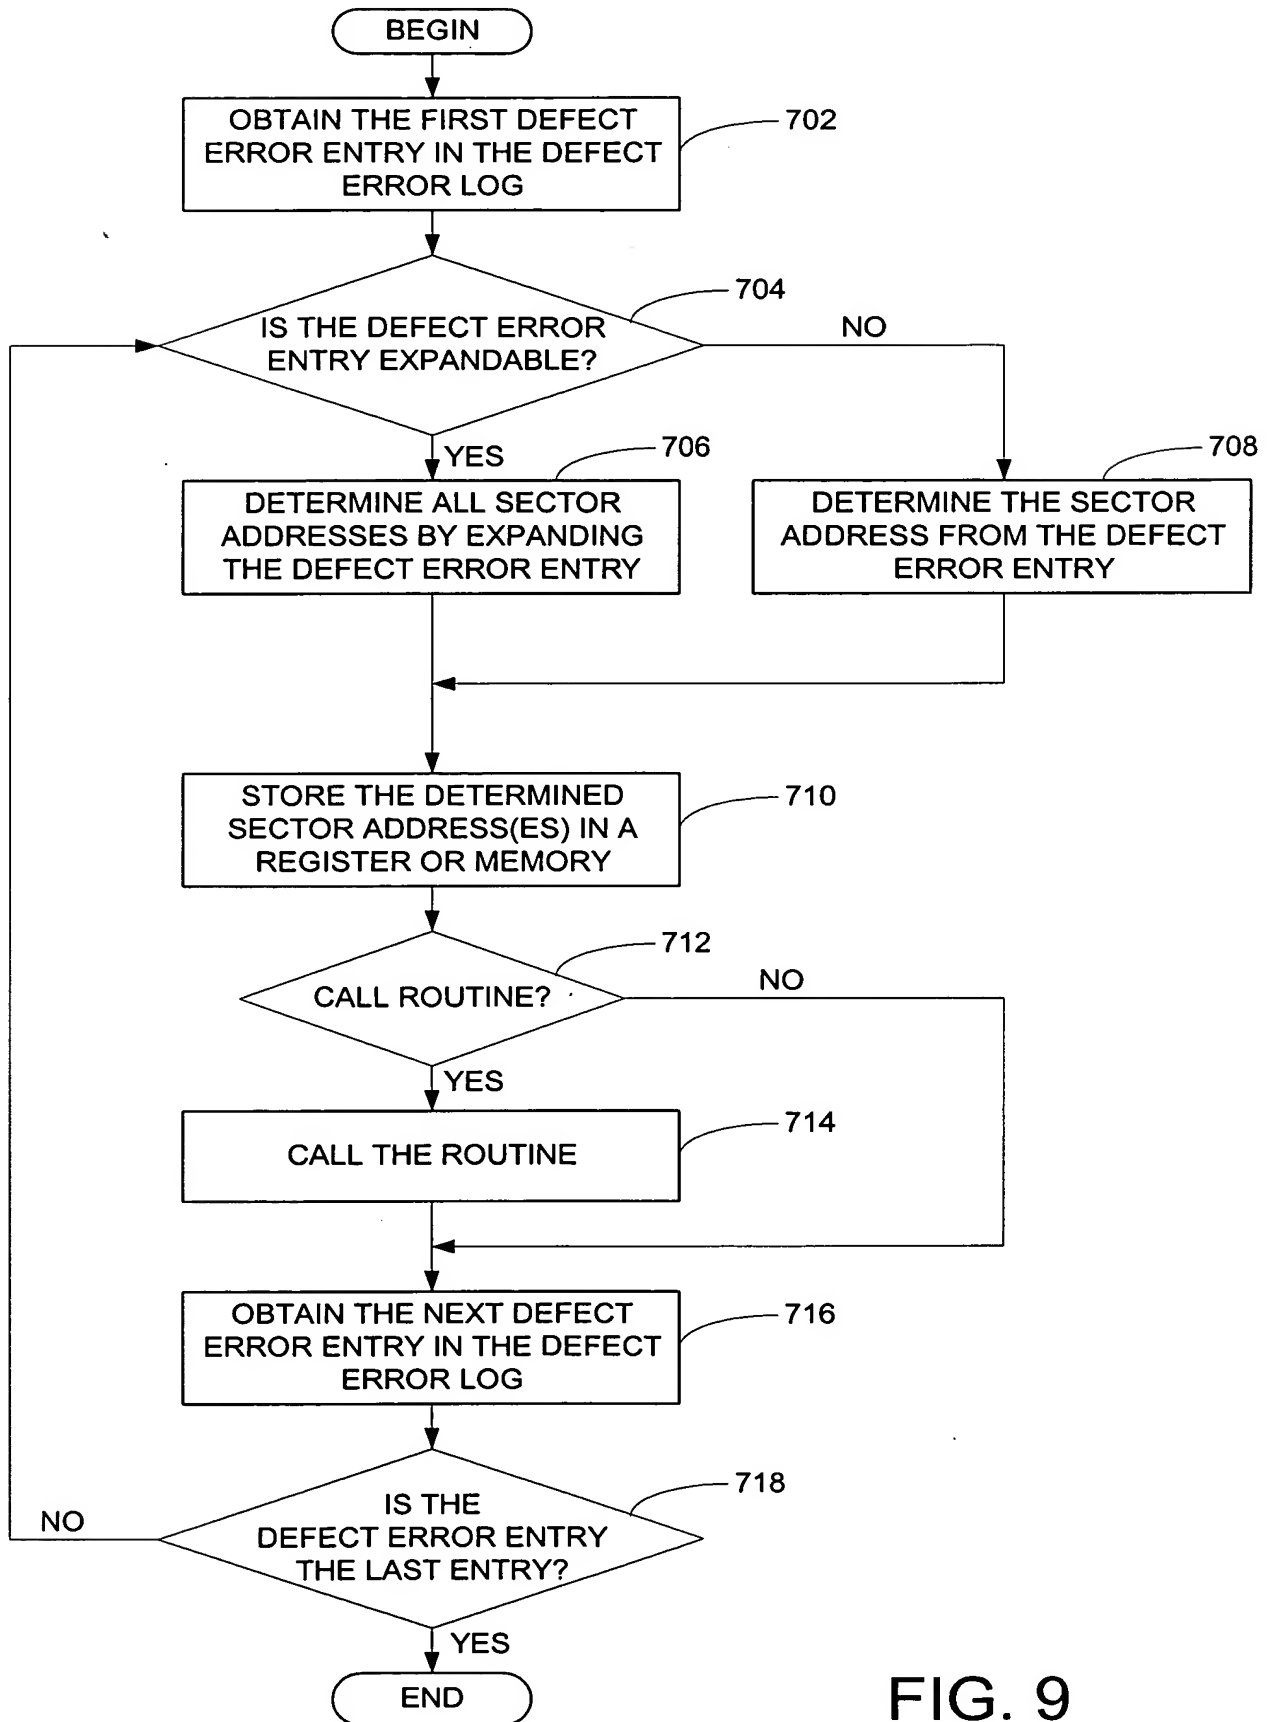 BEGIN
OBTAIN THE FIRST DEFECT
ERROR ENTRY IN THE DEFECT
ERROR LOG
702
704
IS THE DEFECT ERROR
ENTRY EXPANDABLE?
NO
YES
706
708
DETERMINE ALL SECTOR
ADDRESSES BY EXPANDING
THE DEFECT ERROR ENTRY
DETERMINE THE SECTOR
ADDRESS FROM THE DEFECT
ERROR ENTRY
STORE THE DETERMINED
SECTOR ADDRESS(ES) IN A
REGISTER OR MEMORY
710
712
CALL ROUTINE?
NO
YES
CALL THE ROUTINE
714
OBTAIN THE NEXT DEFECT
ERROR ENTRY IN THE DEFECT
ERROR LOG
716
718
IS THE
DEFECT ERROR ENTRY
THE LAST ENTRY?
NO
YES
END
FIG. 9